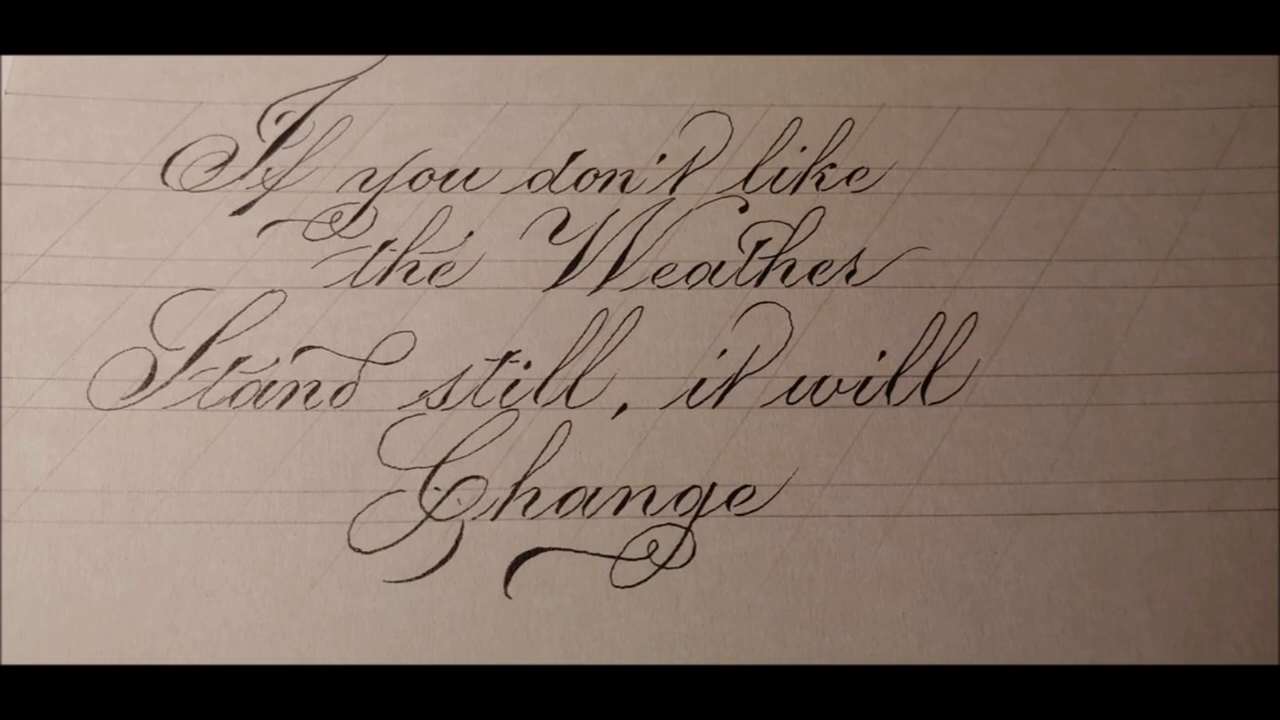 If you don't like
the Weather
Stand still, it will
Change